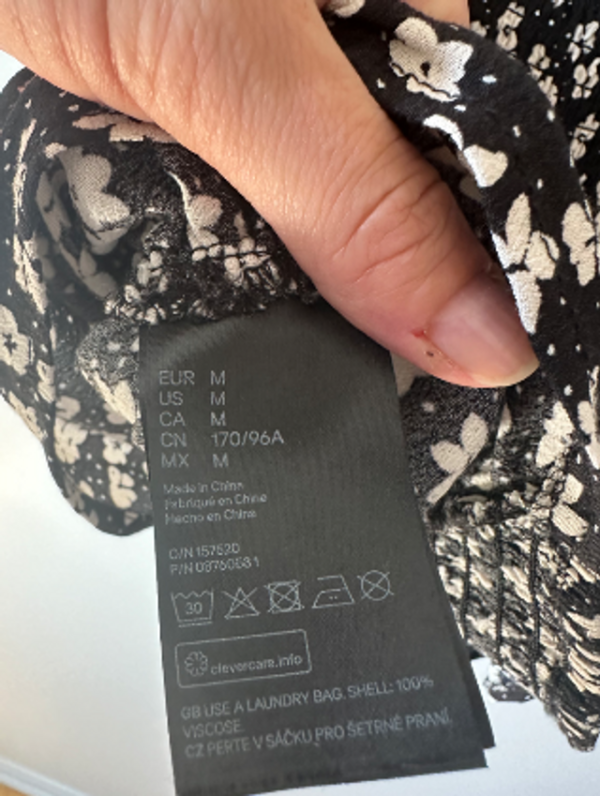 EUR M
US M
CA M
CN 170/96A
MX M
Made in China
Fabriqué en Chine
Hecho en China
O/N 157520
30
clevercare.info
GB USE A LAUNDRY BAG. SHELL: 100%
VISCOSE.
CZ PERTE V SÁČKU PRO ŠETRNÉ PRANÍ.